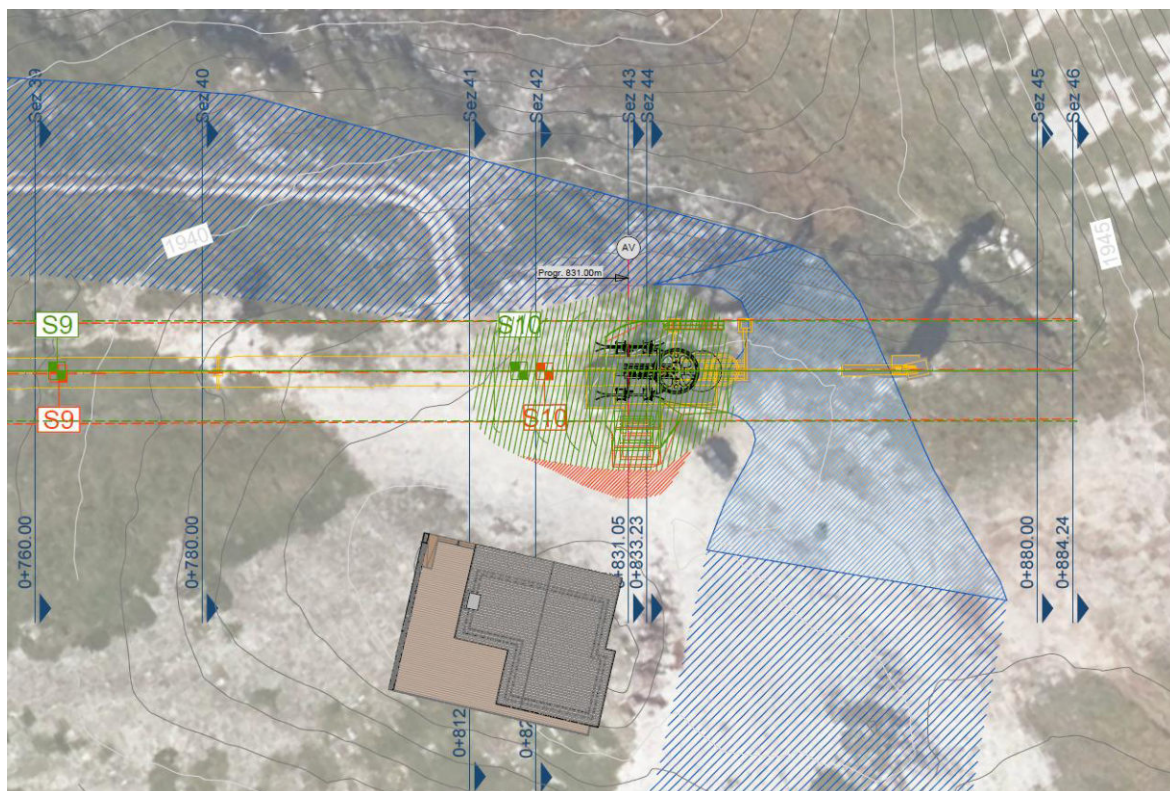 Sez 39
Sez 40
Sez 41
Sez 42
Sez 43
Sez 44
Sez 45
Sez 46
1940
1945
AV
Progr. 831.00m
S9
S10
S9
S10
0+760.00
0+780.00
0+831.05
0+833.23
0+880.00
0+884.24
0+812
0+82